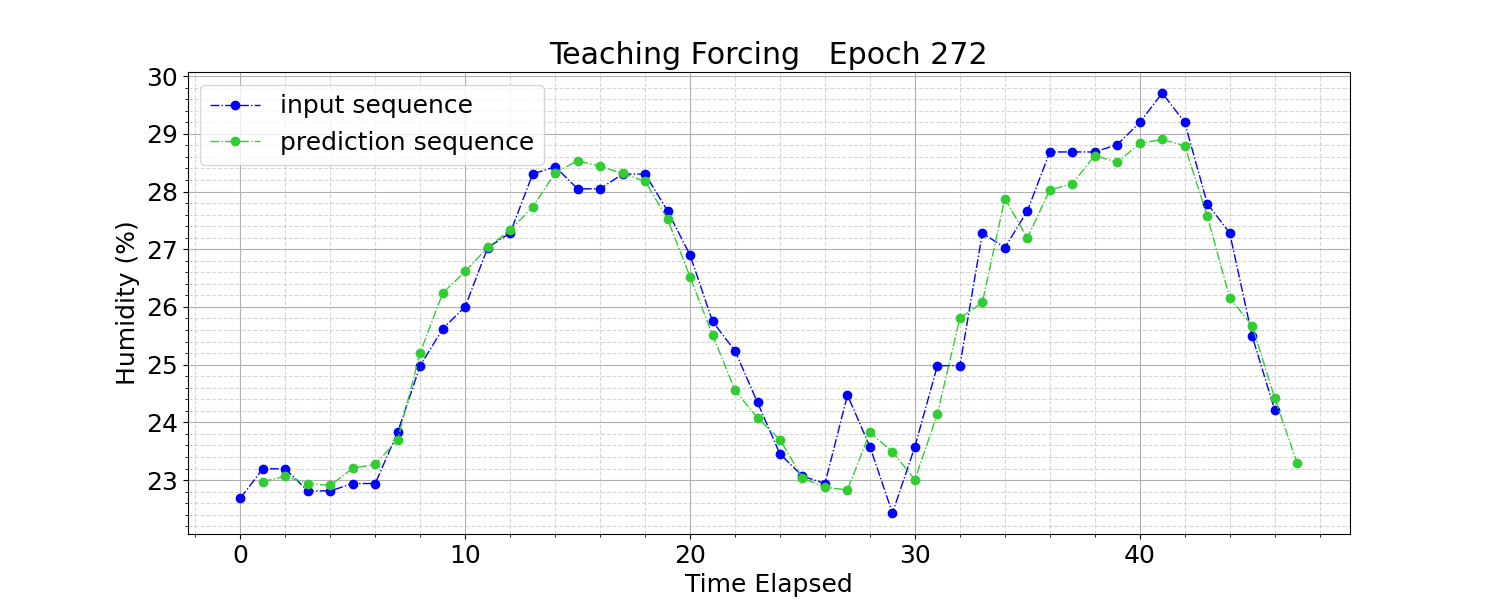 Teaching Forcing   Epoch 272
input sequence
prediction sequence
Humidity (%)
30
29
28
27
26
25
24
23
0 10 20 30 40
Time Elapsed